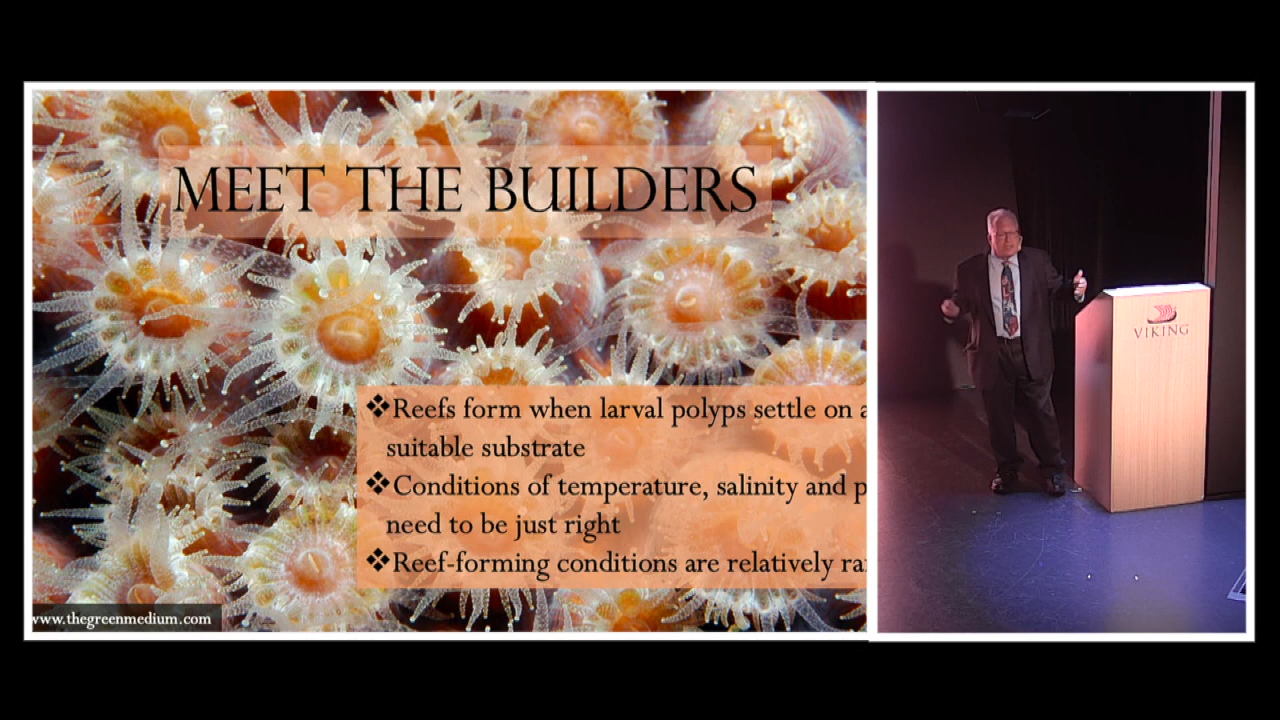 MEET THE BUILDERS
❖Reefs form when larval polyps settle on a
suitable substrate
❖Conditions of temperature, salinity and p
need to be just right
❖Reef-forming conditions are relatively ra
www.thegreenmedium.com
VIKING